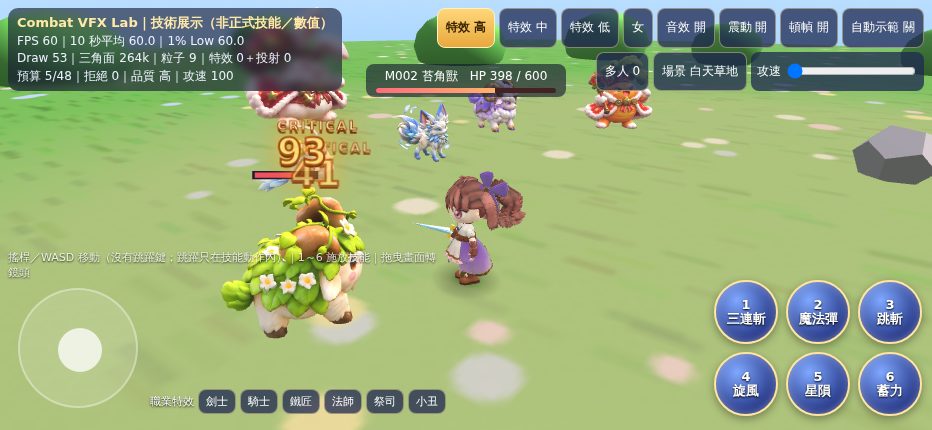 Combat VFX Lab｜技術展示（非正式技能／數值）
FPS 60｜10 秒平均 60.0｜1% Low 60.0
Draw 53｜三角面 264k｜粒子 9｜特效 0＋投射 0
預算 5/48｜拒絕 0｜品質 高｜攻速 100
特效 高
特效 中
特效 低
女
音效 開
震動 開
頓幀 開
自動示範 關
M002 苔角獸 HP 398 / 600
多人 0
場景 白天草地
攻速
CRITICAL
93
41
搖桿／WASD 移動（沒有跳躍鍵；跳躍只在技能動作內）｜1～6 施放技能｜拖曳畫面轉
鏡頭
1
三連斬
2
魔法彈
3
跳斬
4
旋風
5
星隕
6
蓄力
職業特效
劍士
騎士
鐵匠
法師
祭司
小丑